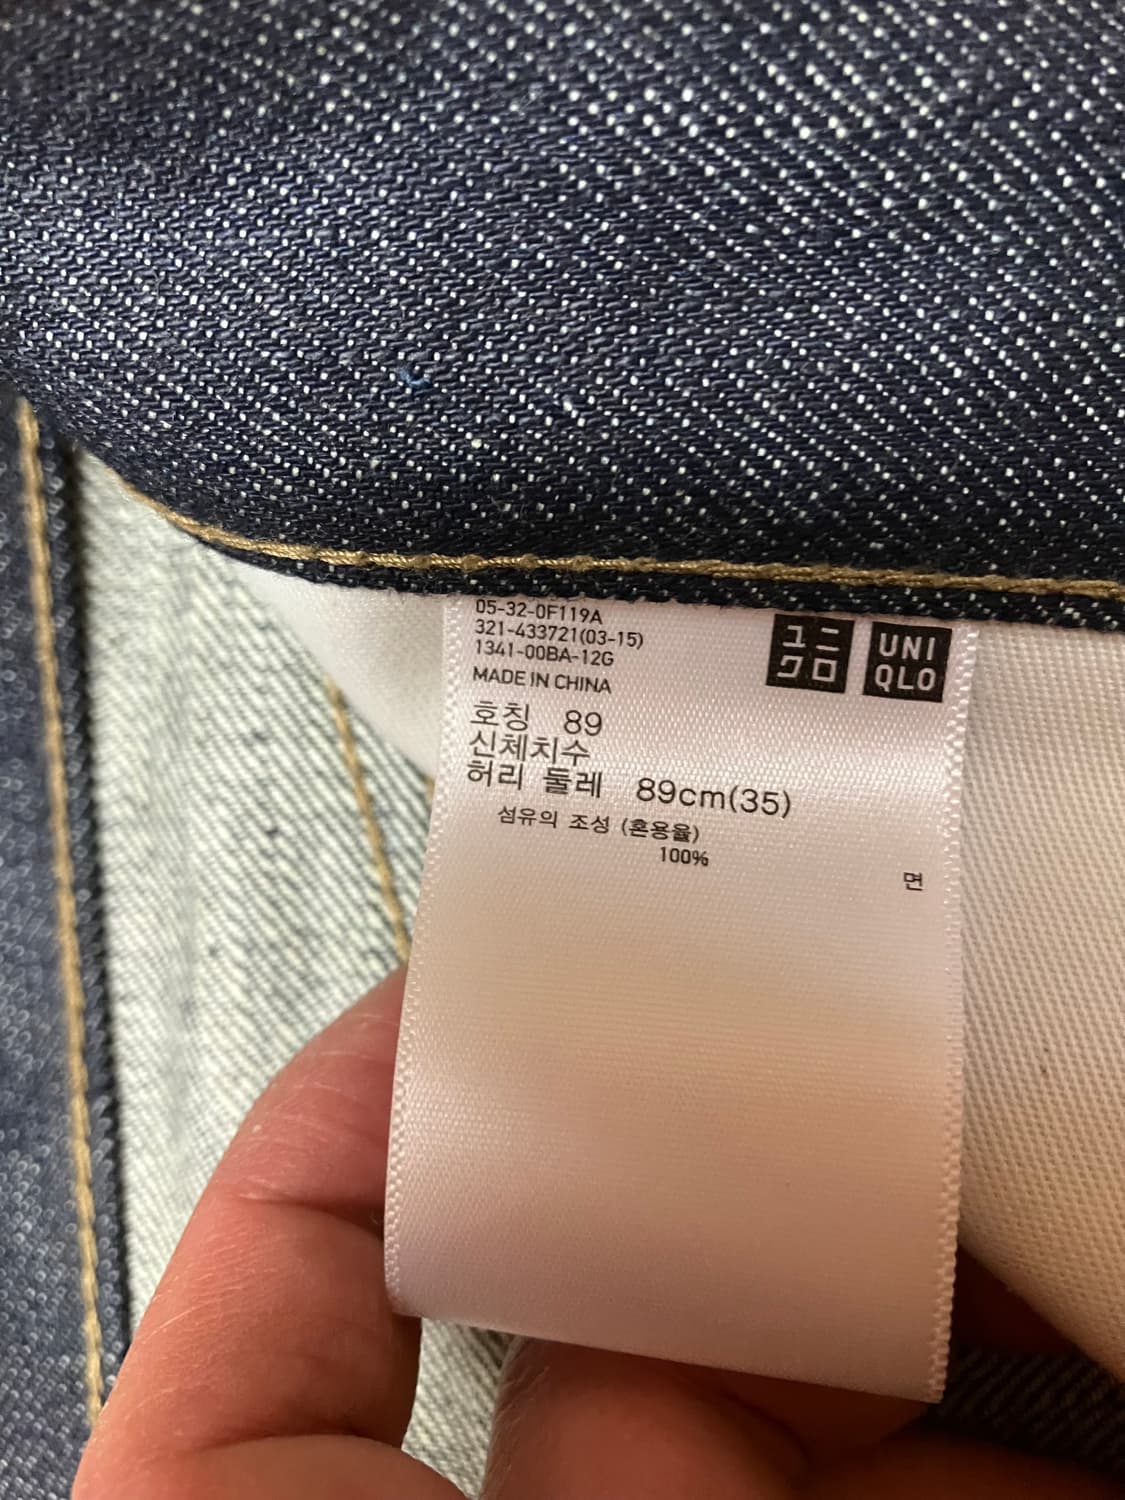 05-32-0F119A
321-433721(03-15)
1341-00BA-12G
MADE IN CHINA
ユニ
クロ
UNI
QLO
호칭 89
신체치수
허리 둘레 89cm(35)
섬유의 조성 (혼용율)
100%
면